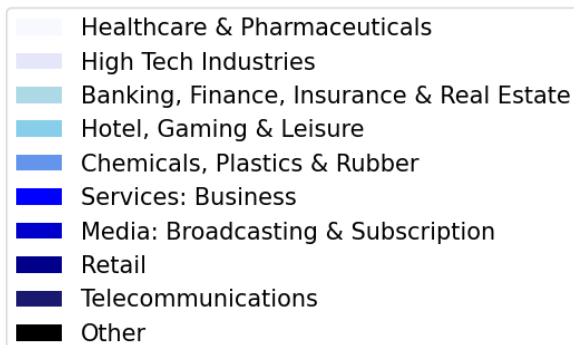 Healthcare & Pharmaceuticals
High Tech Industries
Banking, Finance, Insurance & Real Estate
Hotel, Gaming & Leisure
Chemicals, Plastics & Rubber
Services: Business
Media: Broadcasting & Subscription
Retail
Telecommunications
Other